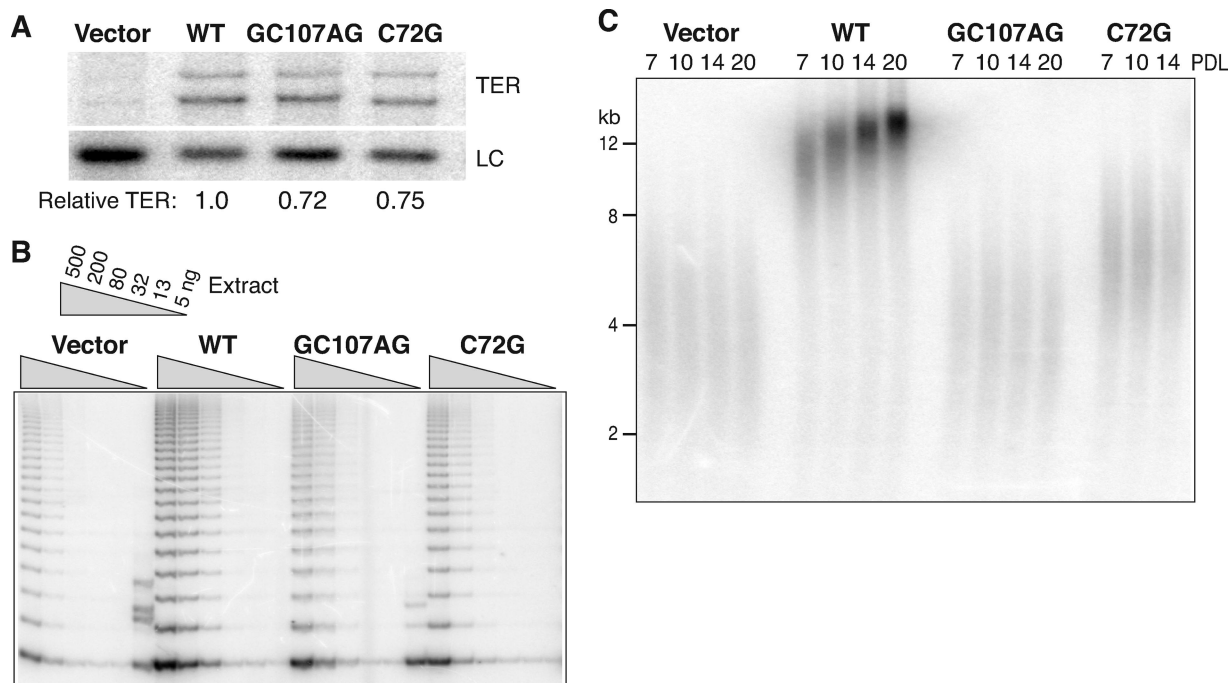 A
Vector WT GC107AG C72G
TER
LC
Relative TER: 1.0 0.72 0.75
B
500 200 80 32 13 5 ng Extract
Vector WT GC107AG C72G
C
Vector WT GC107AG C72G
7 10 14 20 7 10 14 20 7 10 14 20 7 10 14 PDL
kb
12
8
4
2